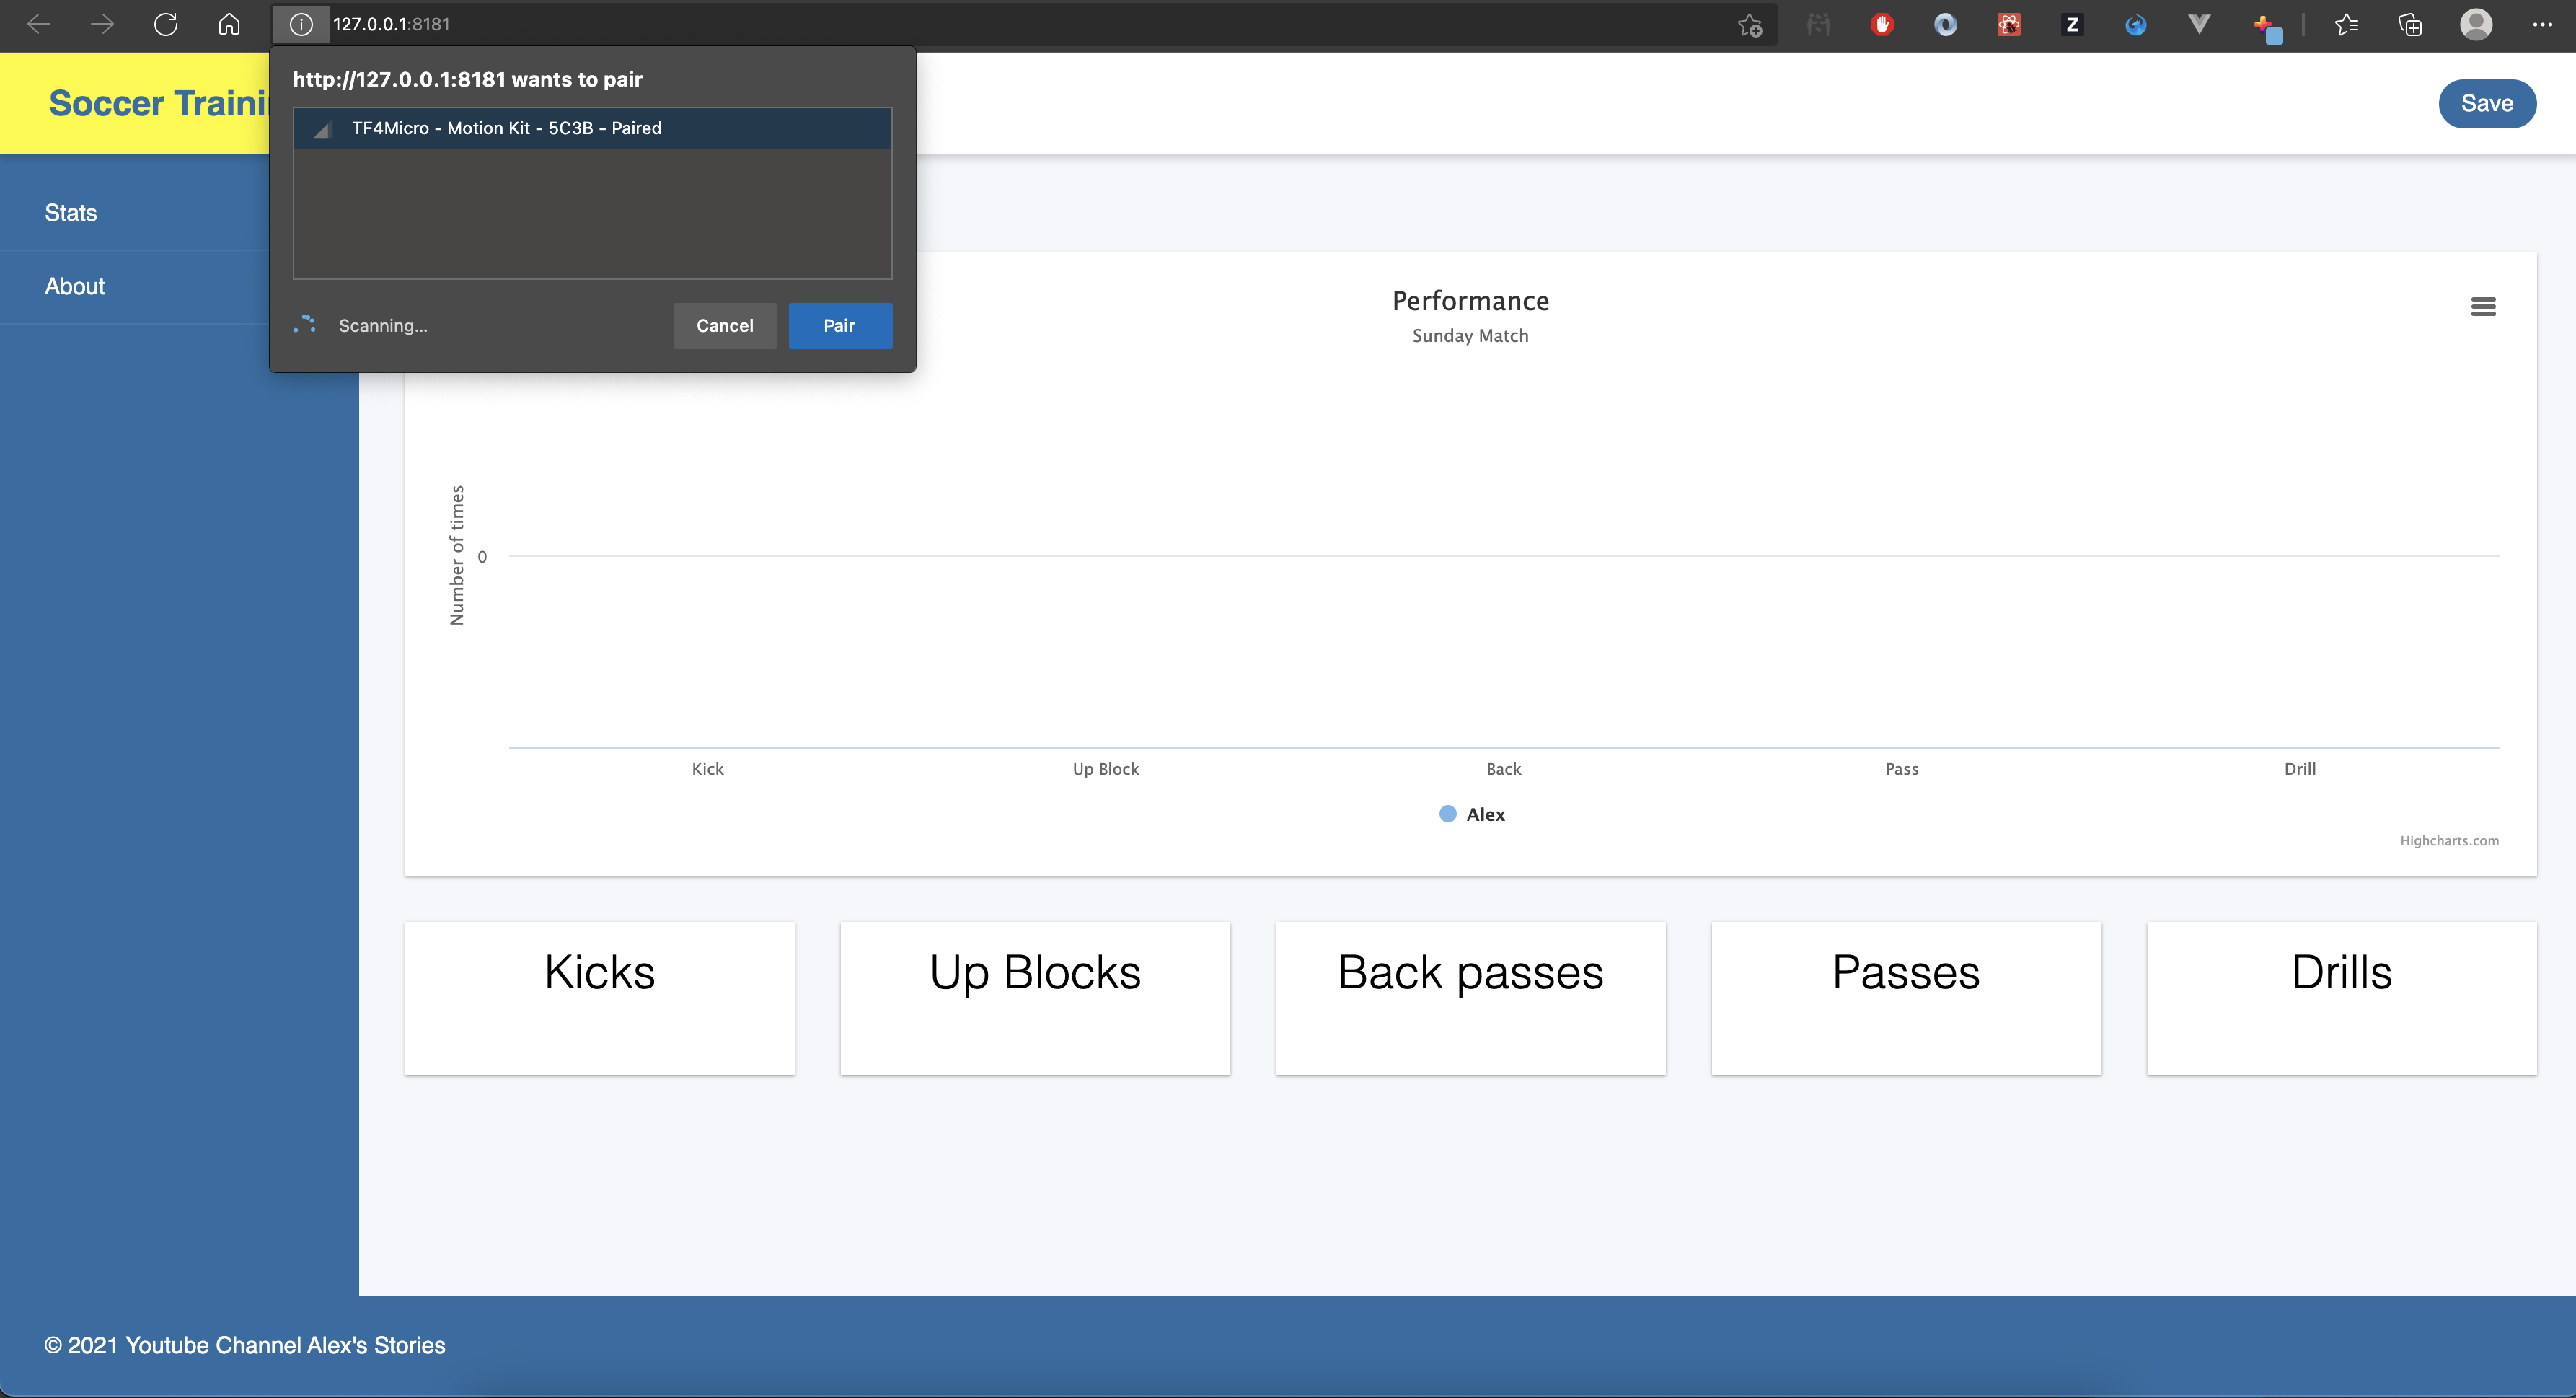 127.0.0.1:8181
http://127.0.0.1:8181 wants to pair
TF4Micro - Motion Kit - 5C3B - Paired
Scanning...
Cancel
Pair
Soccer
Save
Stats
About
Performance
Sunday Match
Number of times
0
Kick
Up Block
Back
Pass
Drill
Alex
Highcharts.com
Kicks
Up Blocks
Back passes
Passes
Drills
© 2021 Youtube Channel Alex's Stories